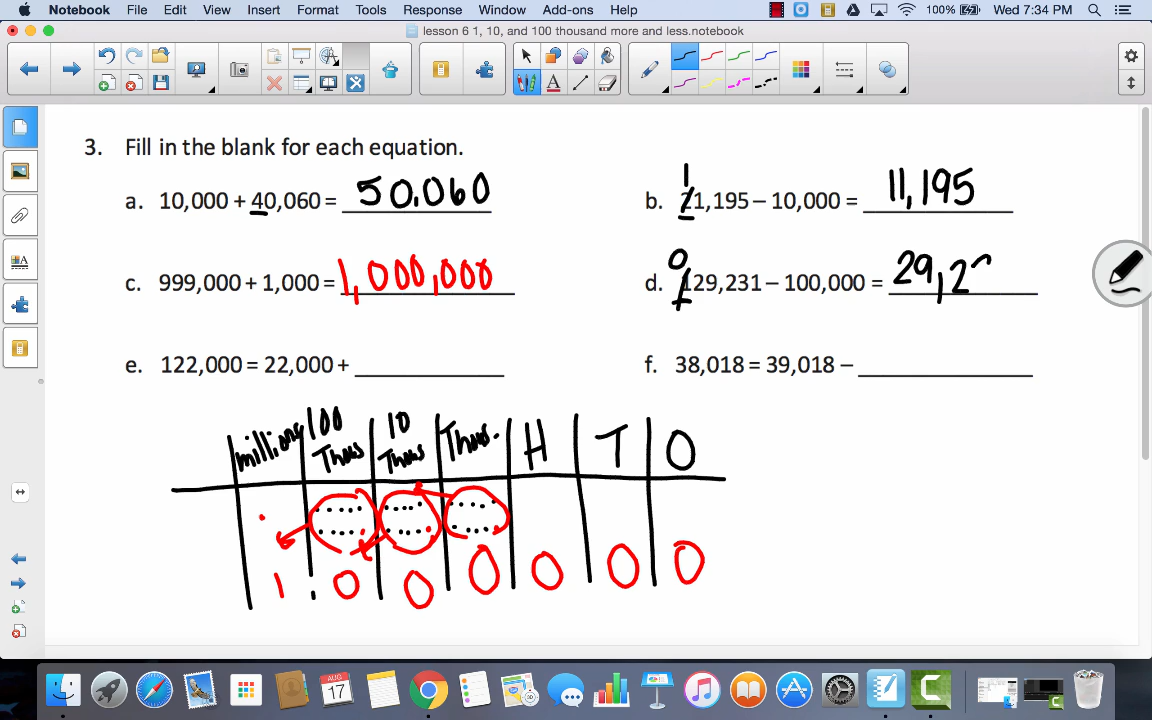 Notebook File Edit View Insert Format Tools Response Window Add-ons Help 100% Wed 7:34 PM
lesson 6 1, 10, and 100 thousand more and less.notebook
3. Fill in the blank for each equation.
a. 10,000 + 40,060 = 50,060
b. 1 21,195 – 10,000 = 11,195
c. 999,000 + 1,000 = 1,000,000
d. 0 129,231 – 100,000 = 29,2
e. 122,000 = 22,000 +
f. 38,018 = 39,018 –
millions 100 Thous 10 Thous Thous. H T O
1 , 0 0 0 0 0 0
AUG 17